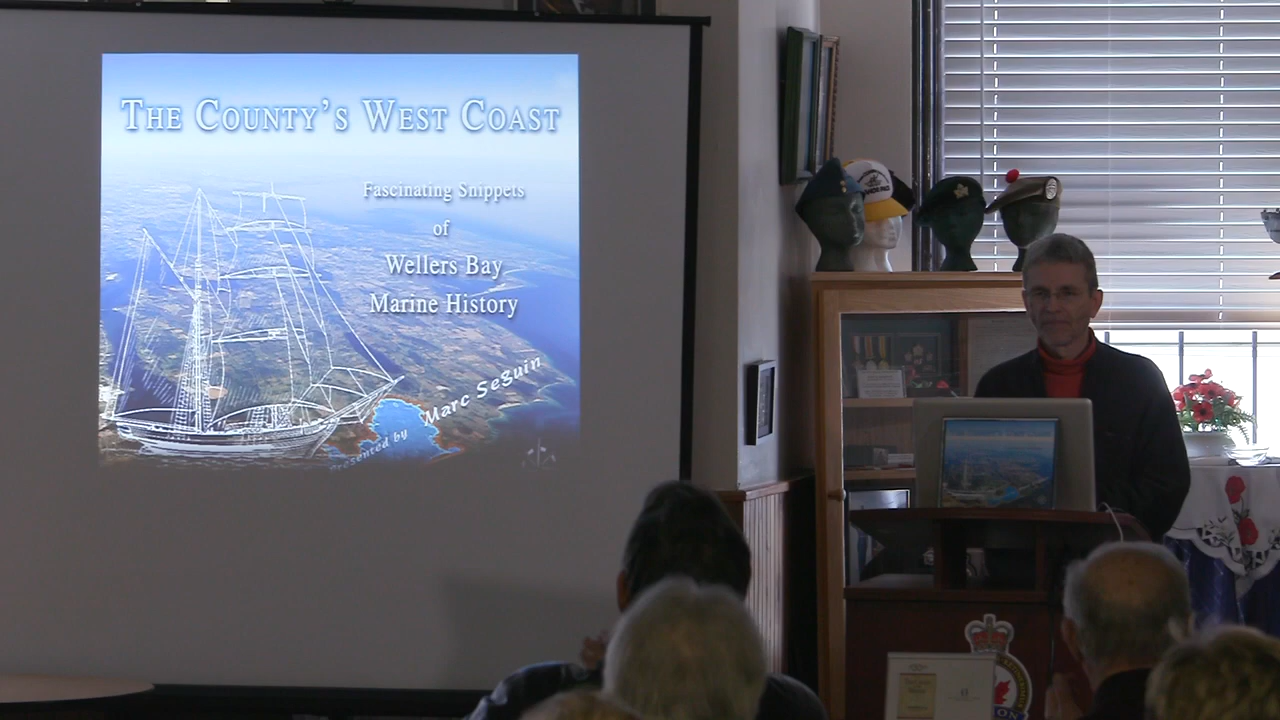 The County's West Coast
Fascinating Snippets
of
Wellers Bay
Marine History
Presented by Marc Seguin